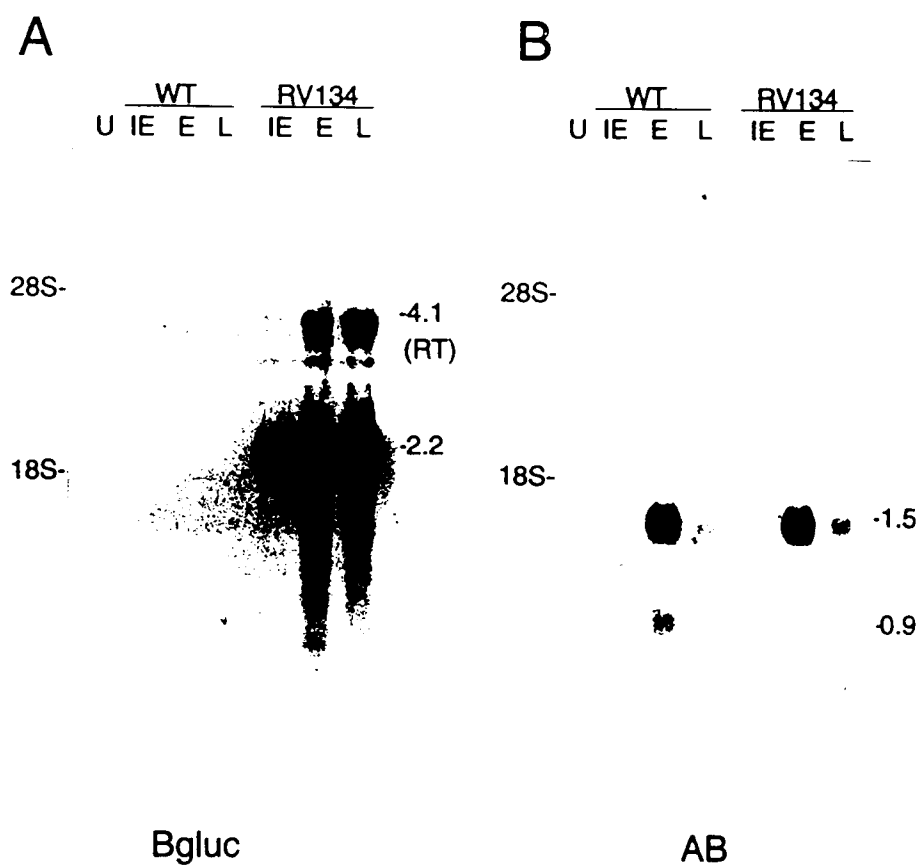 A
WT RV134
U IE E L IE E L
28S-
-4.1
(RT)
-2.2
18S-
Bgluc
B
WT RV134
U IE E L IE E L
28S-
18S-
-1.5
-0.9
AB